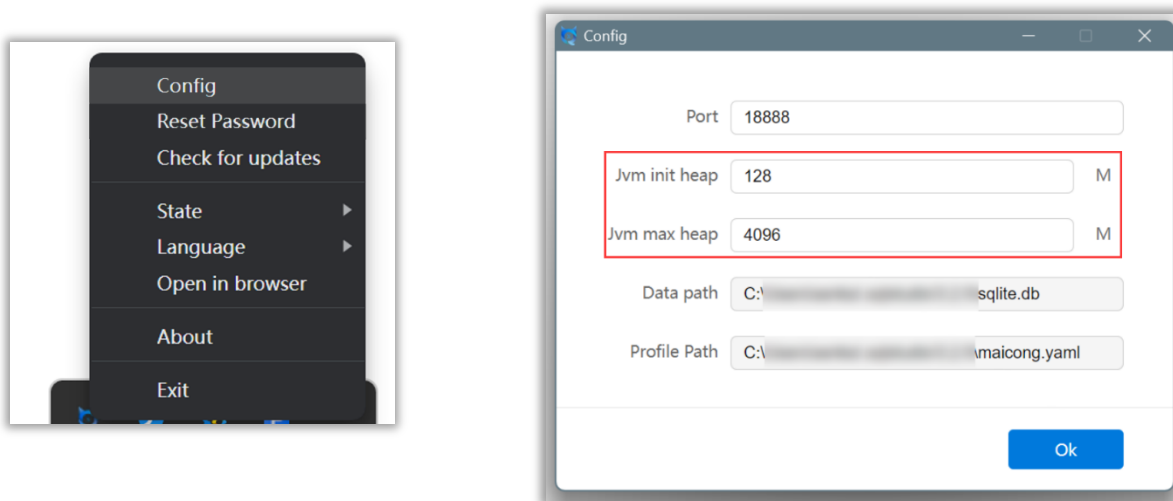 Config
Reset Password
Check for updates
State
Language
Open in browser
About
Exit
Config
Port 18888
Jvm init heap 128 M
Jvm max heap 4096 M
Data path C:\ sqlite.db
Profile Path C:\ \maicong.yaml
Ok